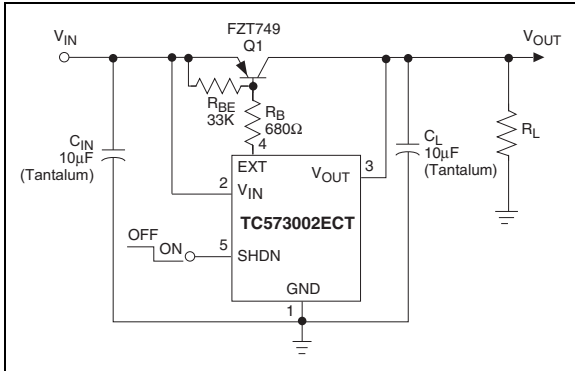 FZT749
Q1
VIN
VOUT
RBE
33K
RB
680Ω
CIN
10µF
(Tantalum)
CL
10µF
(Tantalum)
RL
4
EXT
VOUT
3
2
VIN
TC573002ECT
OFF
ON
5
SHDN
GND
1